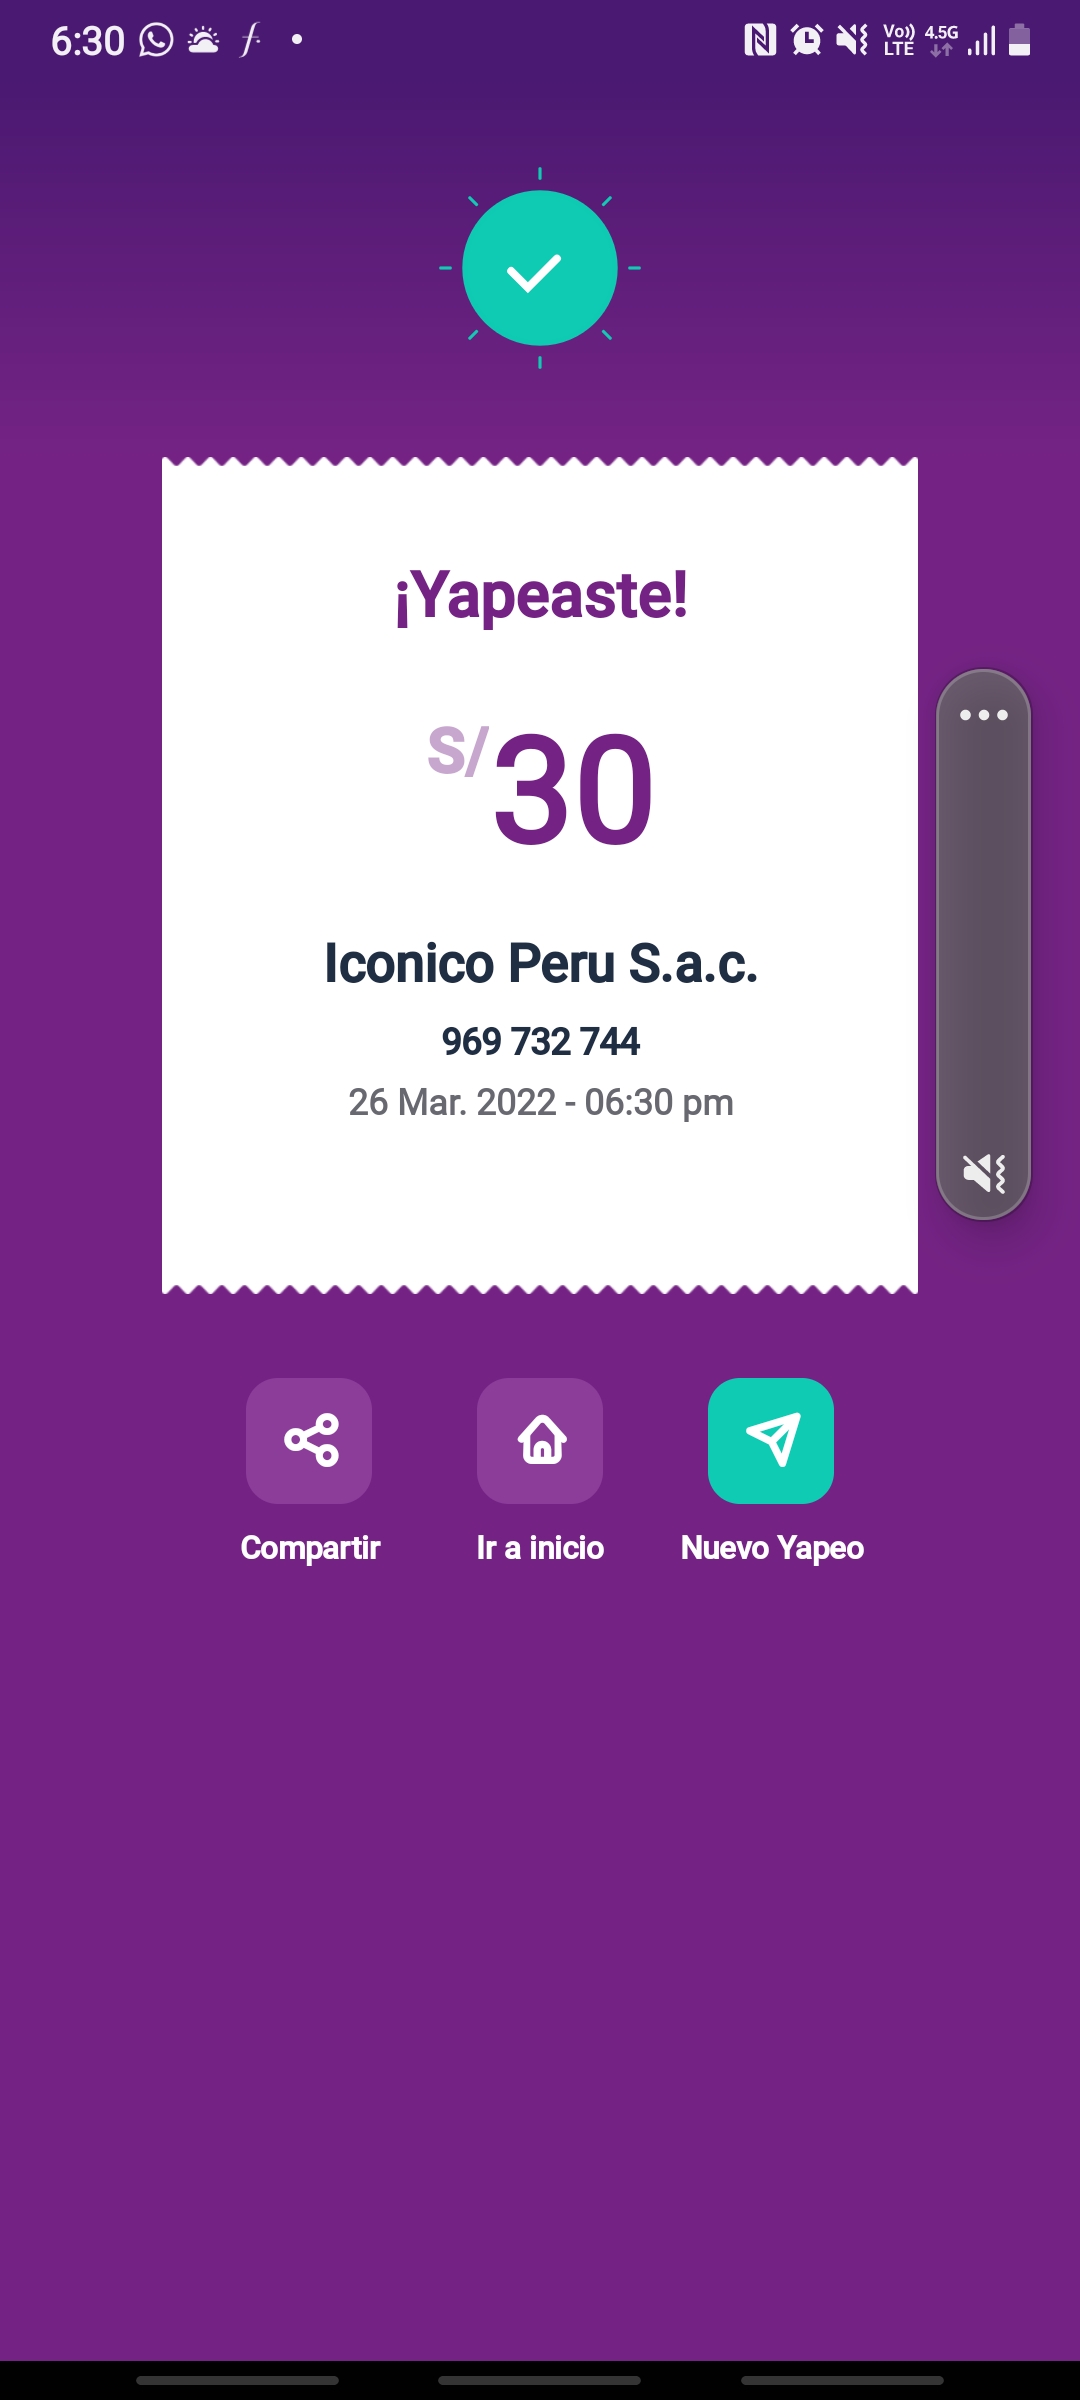 6:30
Vo)) LTE 4.5G
¡Yapeaste!
S/30
Iconico Peru S.a.c.
969 732 744
26 Mar. 2022 - 06:30 pm
Compartir Ir a inicio Nuevo Yapeo